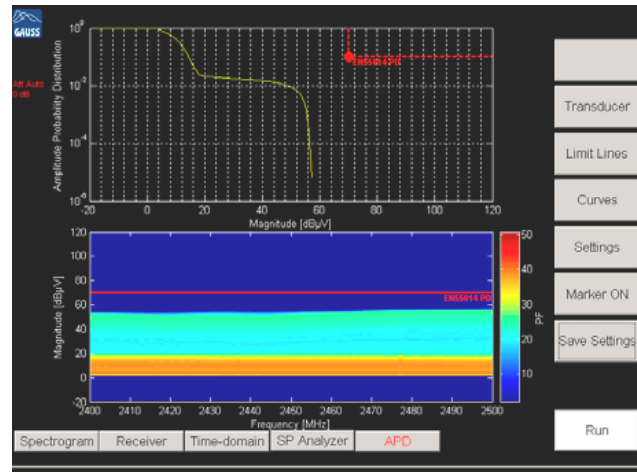 GAUSS
Att Auto
0 dB
Amplitude Probability Distribution
10^0
10^-2
10^-4
10^-6
EN55014 PD
-20 0 20 40 60 80 100 120
Magnitude [dBµV]
Transducer
Limit Lines
Curves
Settings
Marker ON
Save Settings
Run
Magnitude [dBµV]
120
100
80
60
40
20
0
-20
EN55014 PD
50
40
30
20
10
PF
2400 2410 2420 2430 2440 2450 2460 2470 2480 2490 2500
Frequency [MHz]
Spectrogram Receiver Time-domain SP Analyzer APD